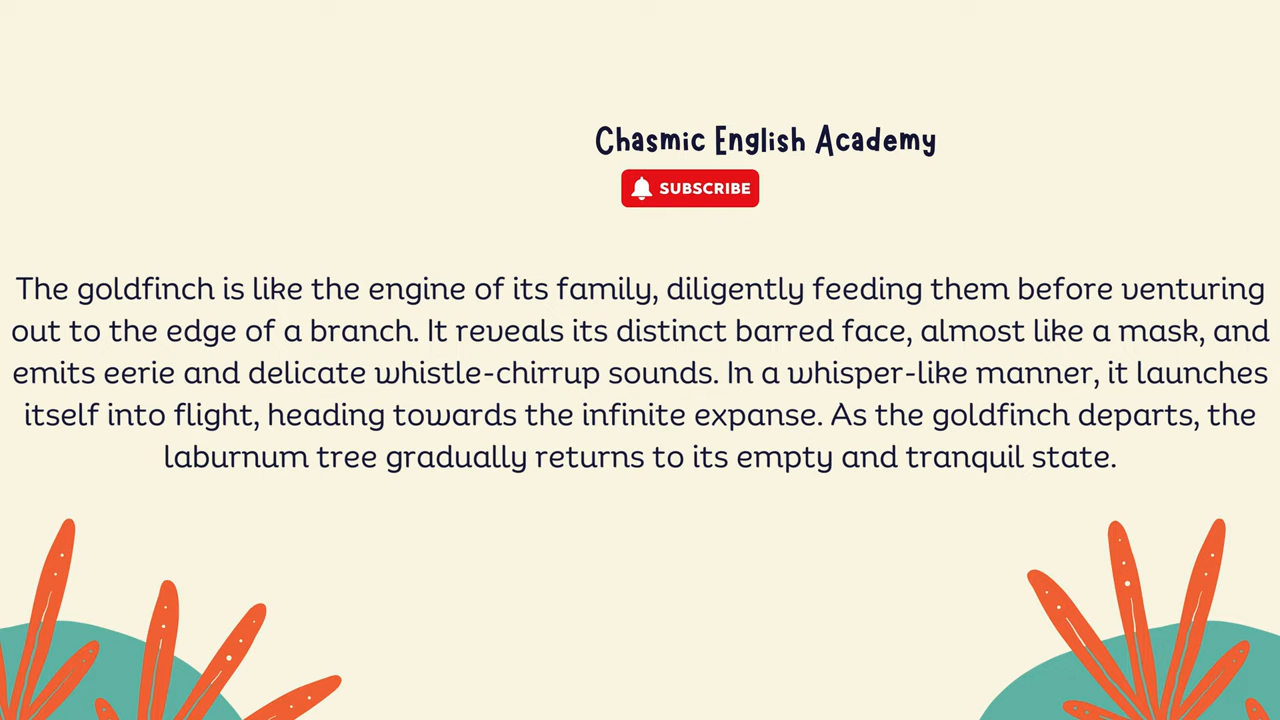 Chasmic English Academy
SUBSCRIBE
The goldfinch is like the engine of its family, diligently feeding them before venturing
out to the edge of a branch. It reveals its distinct barred face, almost like a mask, and
emits eerie and delicate whistle-chirrup sounds. In a whisper-like manner, it launches
itself into flight, heading towards the infinite expanse. As the goldfinch departs, the
laburnum tree gradually returns to its empty and tranquil state.